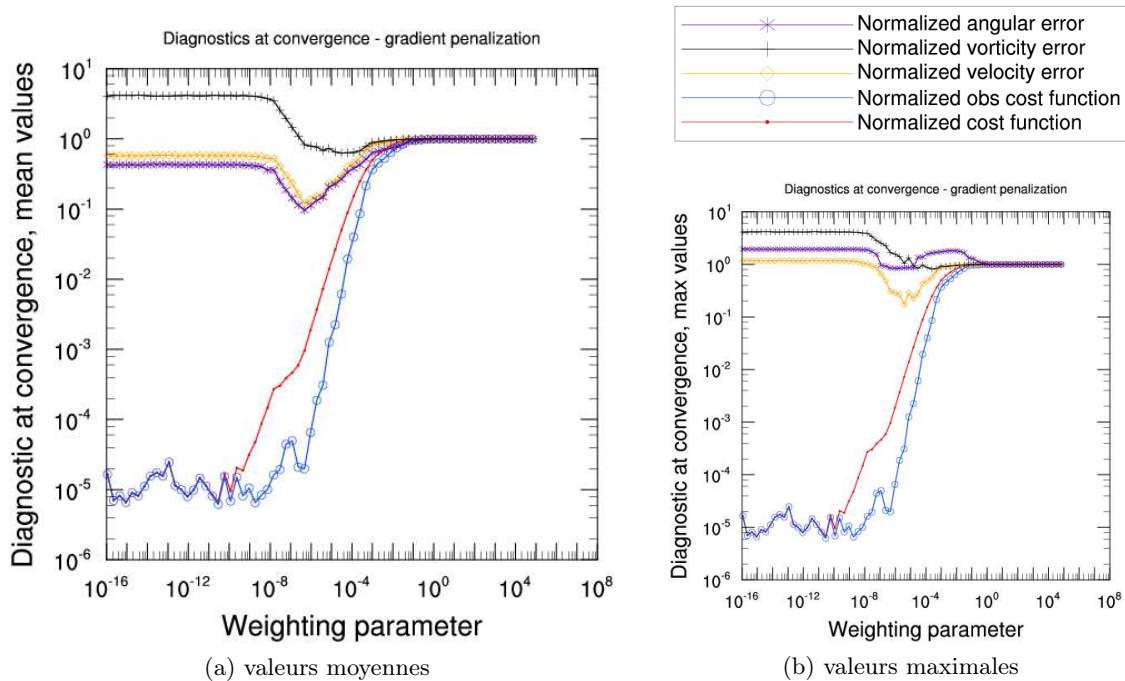 Diagnostics at convergence - gradient penalization
Diagnostic at convergence, mean values
10^1
10^0
10^-1
10^-2
10^-3
10^-4
10^-5
10^-6
10^-16
10^-12
10^-8
10^-4
10^0
10^4
10^8
Weighting parameter
(a) valeurs moyennes
Normalized angular error
Normalized vorticity error
Normalized velocity error
Normalized obs cost function
Normalized cost function
Diagnostics at convergence - gradient penalization
Diagnostic at convergence, max values
10^1
10^0
10^-1
10^-2
10^-3
10^-4
10^-5
10^-6
10^-16
10^-12
10^-8
10^-4
10^0
10^4
10^8
Weighting parameter
(b) valeurs maximales